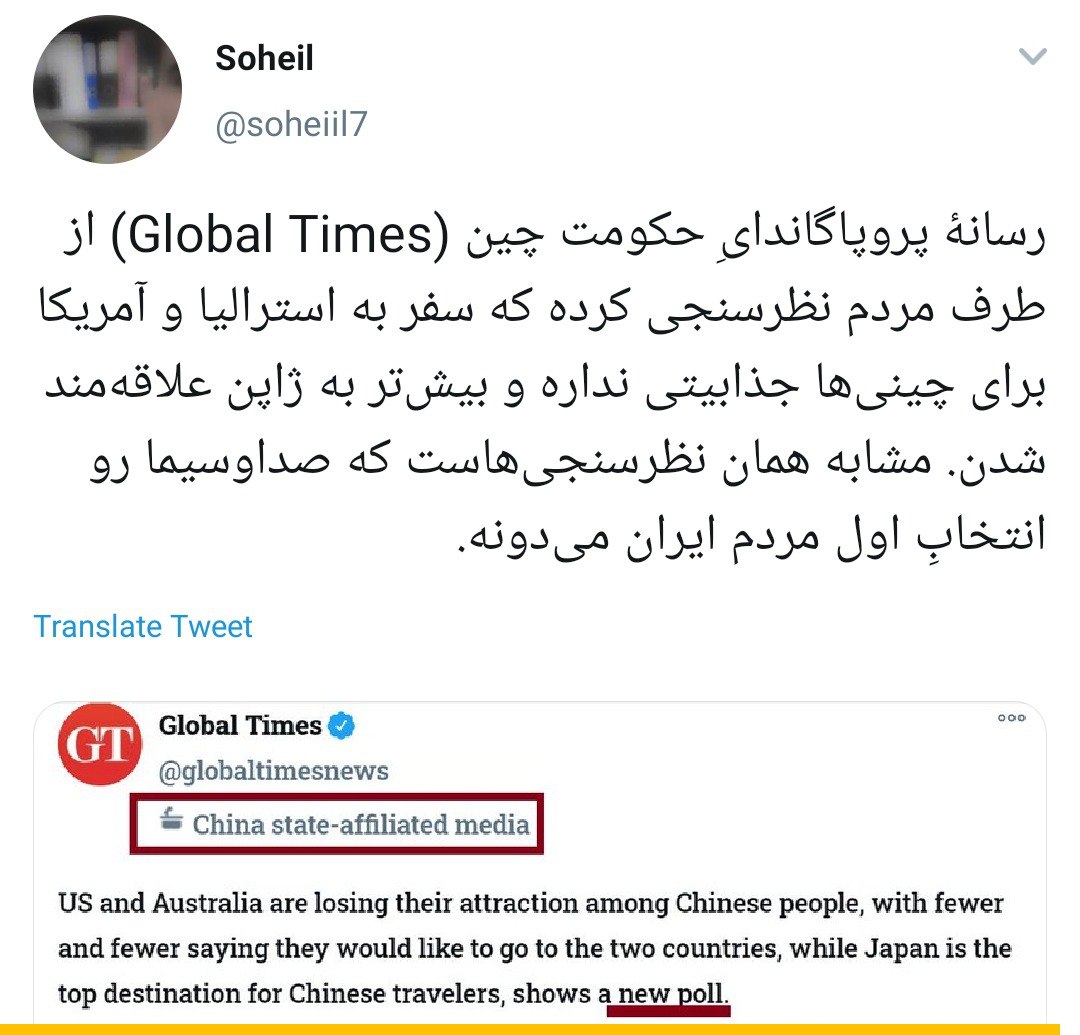 Soheil
@soheiil7
رسانهٔ پروپاگاندایِ حکومت چین (Global Times) از
طرف مردم نظرسنجی کرده که سفر به استرالیا و آمریکا
برای چینی‌ها جذابیتی نداره و بیش‌تر به ژاپن علاقه‌مند
شدن. مشابه همان نظرسنجی‌هاست که صداوسیما رو
انتخابِ اول مردم ایران می‌دونه.
Translate Tweet
GT
Global Times
@globaltimesnews
China state-affiliated media
US and Australia are losing their attraction among Chinese people, with fewer
and fewer saying they would like to go to the two countries, while Japan is the
top destination for Chinese travelers, shows a new poll.